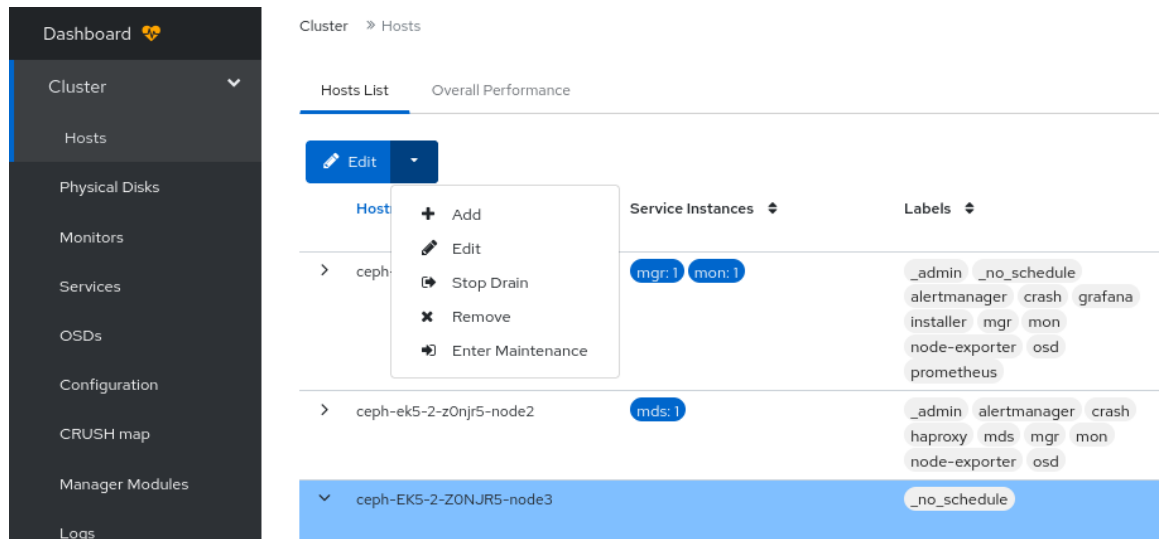 Dashboard
Cluster
Hosts
Physical Disks
Monitors
Services
OSDs
Configuration
CRUSH map
Manager Modules
Logs
Cluster » Hosts
Hosts List Overall Performance
Edit
Add
Edit
Stop Drain
Remove
Enter Maintenance
Host Service Instances Labels
ceph- mgr: 1 mon: 1 _admin _no_schedule
alertmanager crash grafana
installer mgr mon
node-exporter osd
prometheus
ceph-ek5-2-z0njr5-node2 mds: 1 _admin alertmanager crash
haproxy mds mgr mon
node-exporter osd
ceph-EK5-2-Z0NJR5-node3 _no_schedule